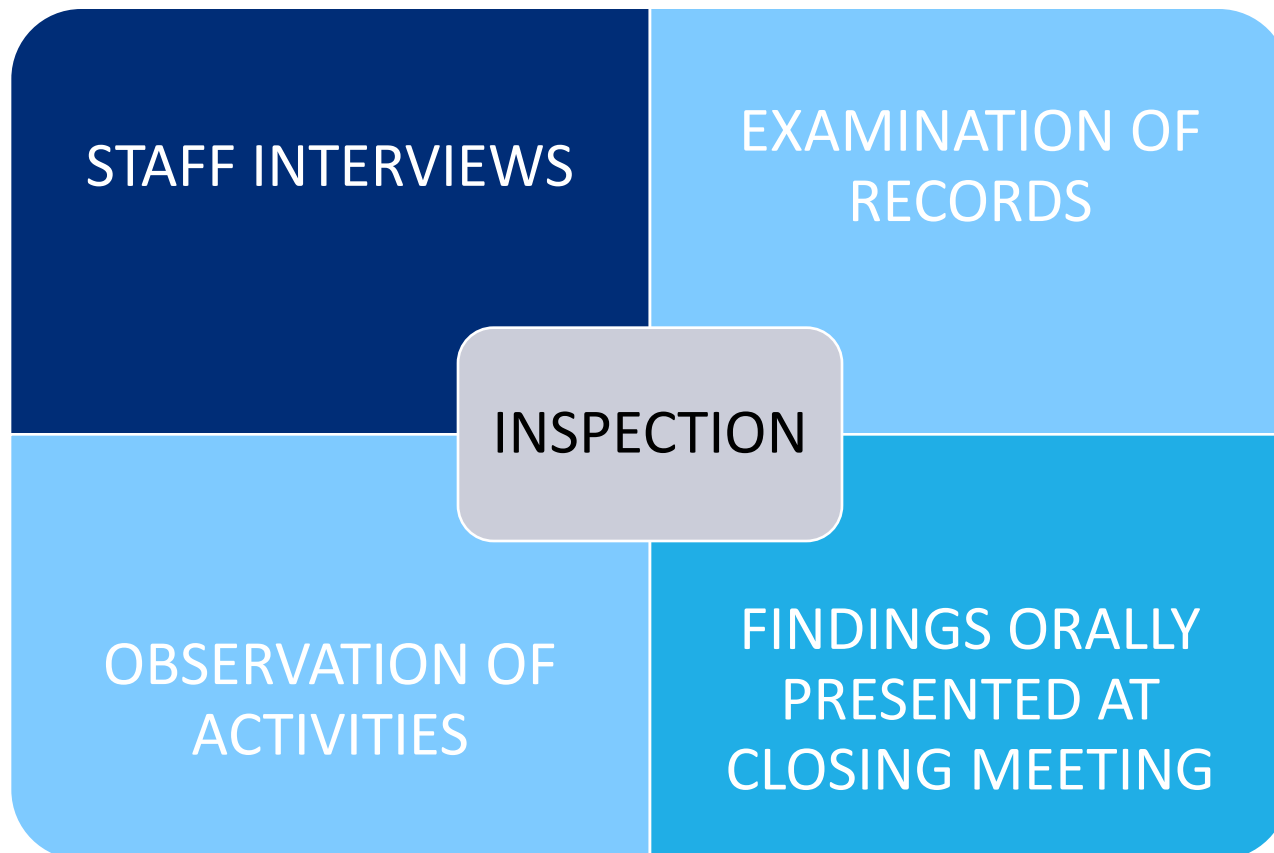 STAFF INTERVIEWS
EXAMINATION OF
RECORDS
INSPECTION
OBSERVATION OF
ACTIVITIES
FINDINGS ORALLY
PRESENTED AT
CLOSING MEETING